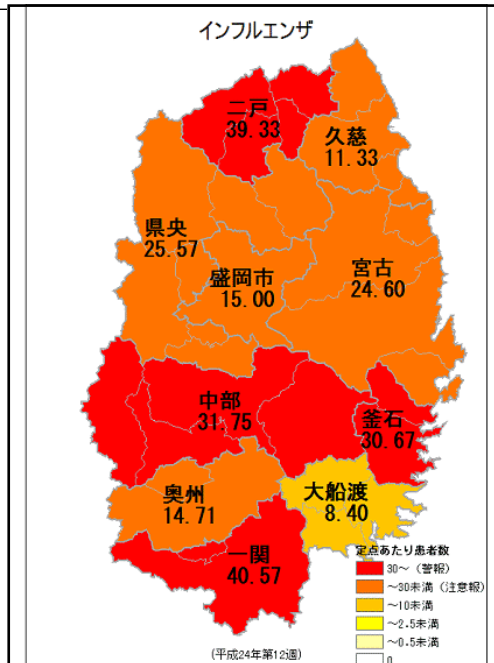 インフルエンザ
二戸
39.33
久慈
11.33
県央
25.57
盛岡市
15.00
宮古
24.60
中部
31.75
釜石
30.67
奥州
14.71
大船渡
8.40
一関
40.57
定点あたり患者数
30～（警報）
～30未満（注意報）
～10未満
～2.5未満
～0.5未満
0
(平成24年第12週)